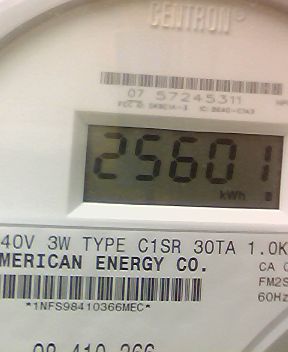 CENTRON®
07 57245311
25601
kWh
40V 3W TYPE C1SR 30TA 1.0K
MERICAN ENERGY CO.
CA
FM2S
60Hz
*1NFS98410366MEC*